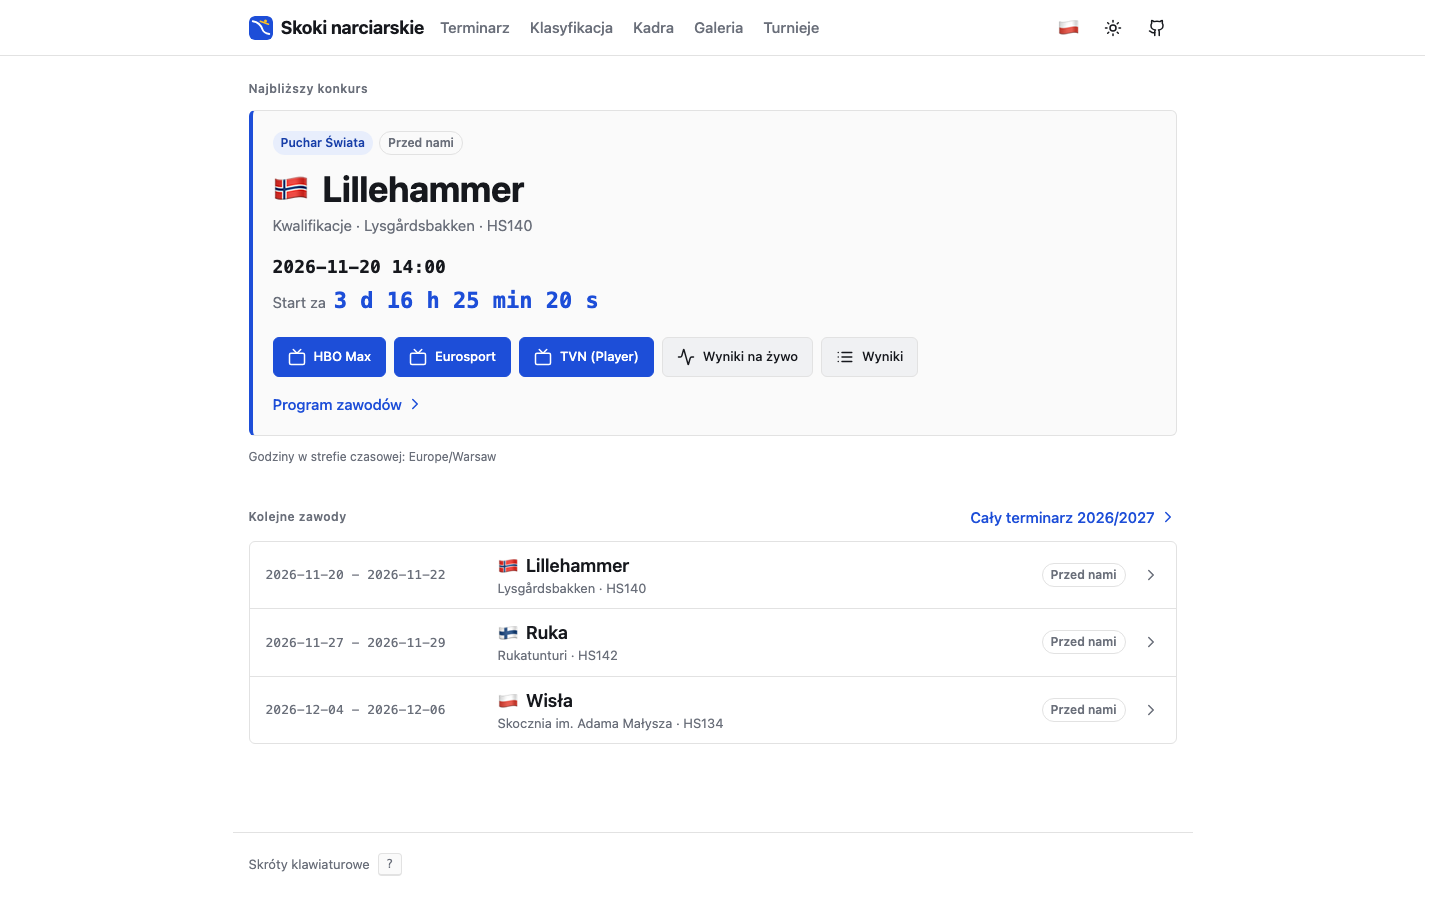 Skoki narciarskie Terminarz Klasyfikacja Kadra Galeria Turnieje
Najbliższy konkurs
Puchar Świata Przed nami
Lillehammer
Kwalifikacje · Lysgårdsbakken · HS140
2026-11-20 14:00
Start za 3 d 16 h 25 min 20 s
HBO Max Eurosport TVN (Player) Wyniki na żywo Wyniki
Program zawodów
Godziny w strefie czasowej: Europe/Warsaw
Kolejne zawody Cały terminarz 2026/2027
2026-11-20 – 2026-11-22 Lillehammer Przed nami
Lysgårdsbakken · HS140
2026-11-27 – 2026-11-29 Ruka Przed nami
Rukatunturi · HS142
2026-12-04 – 2026-12-06 Wisła Przed nami
Skocznia im. Adama Małysza · HS134
Skróty klawiaturowe ?